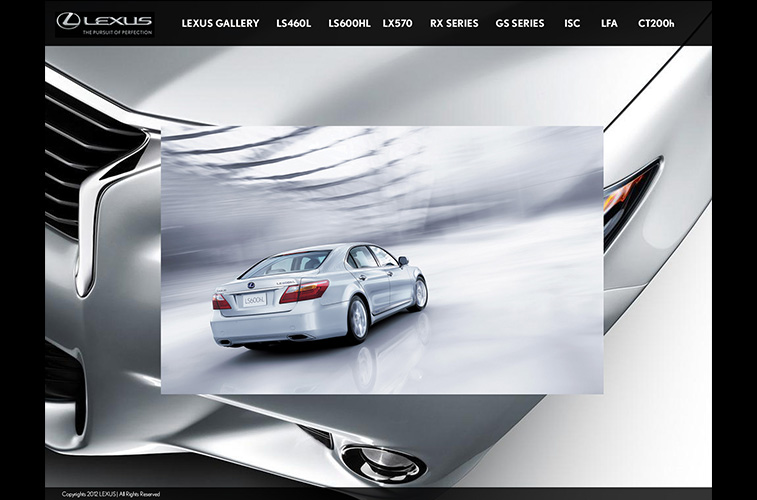 LEXUS
THE PURSUIT OF PERFECTION
LEXUS GALLERY LS460L LS600HL LX570 RX SERIES GS SERIES ISC LFA CT200h
LS600hL
Copyrights 2012 LEXUS | All Rights Reserved